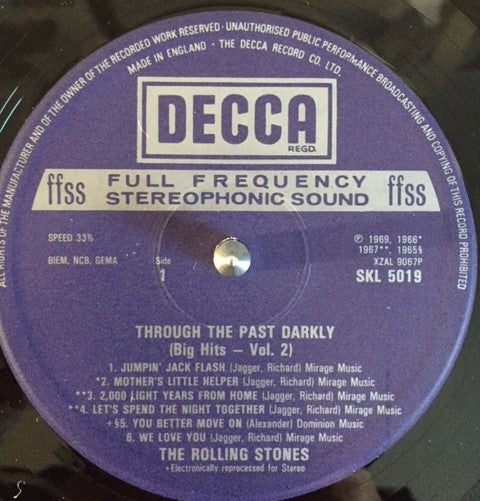 ALL RIGHTS OF THE MANUFACTURER AND OF THE OWNER OF THE RECORDED WORK RESERVED · UNAUTHORISED PUBLIC PERFORMANCE BROADCASTING AND COPYING OF THIS RECORD PROHIBITED
MADE IN ENGLAND · THE DECCA RECORD CO. LTD.
DECCA
REGD.
ffss FULL FREQUENCY ffss
STEREOPHONIC SOUND
SPEED 33⅓
BIEM, NCB, GEMA
Side
1
℗ 1969, 1966*
1967**, 1965§
XZAL 9067P
SKL 5019
THROUGH THE PAST DARKLY
(Big Hits – Vol. 2)
1. JUMPIN' JACK FLASH (Jagger, Richard) Mirage Music
*2. MOTHER'S LITTLE HELPER (Jagger, Richard) Mirage Music
**3. 2,000 LIGHT YEARS FROM HOME (Jagger, Richard) Mirage Music
**4. LET'S SPEND THE NIGHT TOGETHER (Jagger, Richard) Mirage Music
+§5. YOU BETTER MOVE ON (Alexander) Dominion Music
6. WE LOVE YOU (Jagger, Richard) Mirage Music
THE ROLLING STONES
+Electronically reprocessed for Stereo